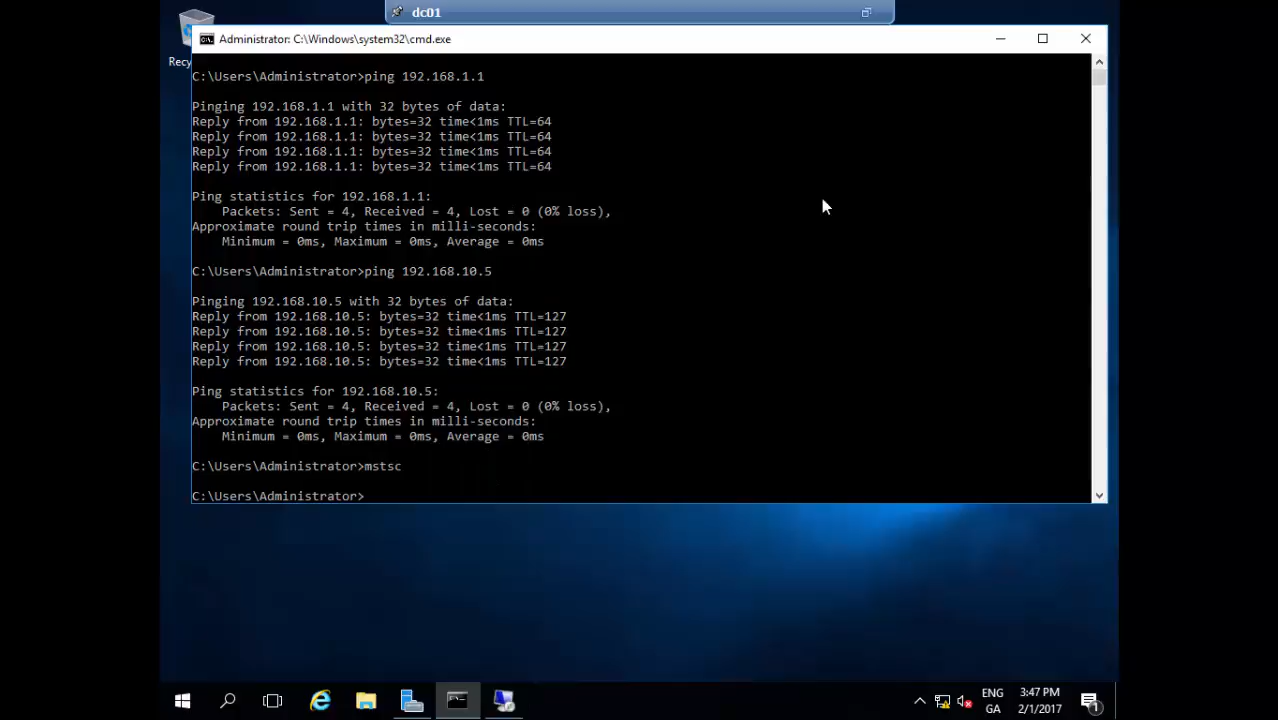 dc01
Administrator: C:\Windows\system32\cmd.exe
Recy
C:\Users\Administrator>ping 192.168.1.1
Pinging 192.168.1.1 with 32 bytes of data:
Reply from 192.168.1.1: bytes=32 time<1ms TTL=64
Reply from 192.168.1.1: bytes=32 time<1ms TTL=64
Reply from 192.168.1.1: bytes=32 time<1ms TTL=64
Reply from 192.168.1.1: bytes=32 time<1ms TTL=64
Ping statistics for 192.168.1.1:
Packets: Sent = 4, Received = 4, Lost = 0 (0% loss),
Approximate round trip times in milli-seconds:
Minimum = 0ms, Maximum = 0ms, Average = 0ms
C:\Users\Administrator>ping 192.168.10.5
Pinging 192.168.10.5 with 32 bytes of data:
Reply from 192.168.10.5: bytes=32 time<1ms TTL=127
Reply from 192.168.10.5: bytes=32 time<1ms TTL=127
Reply from 192.168.10.5: bytes=32 time<1ms TTL=127
Reply from 192.168.10.5: bytes=32 time<1ms TTL=127
Ping statistics for 192.168.10.5:
Packets: Sent = 4, Received = 4, Lost = 0 (0% loss),
Approximate round trip times in milli-seconds:
Minimum = 0ms, Maximum = 0ms, Average = 0ms
C:\Users\Administrator>mstsc
C:\Users\Administrator>
ENG 3:47 PM
GA 2/1/2017
1